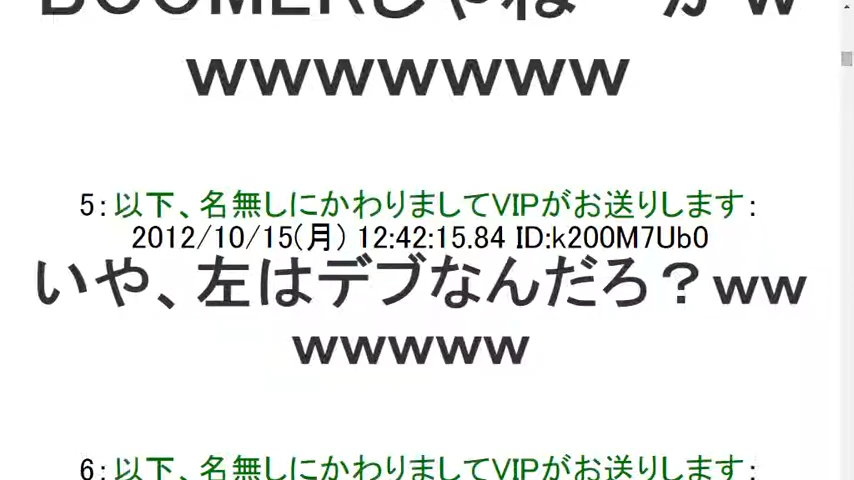 BOOMERじゃねーかw
wwwwwww
5：以下、名無しにかわりましてVIPがお送りします：
2012/10/15(月) 12:42:15.84 ID:k200M7Ub0
いや、左はデブなんだろ？ww
wwwww
6：以下、名無しにかわりましてVIPがお送りします：